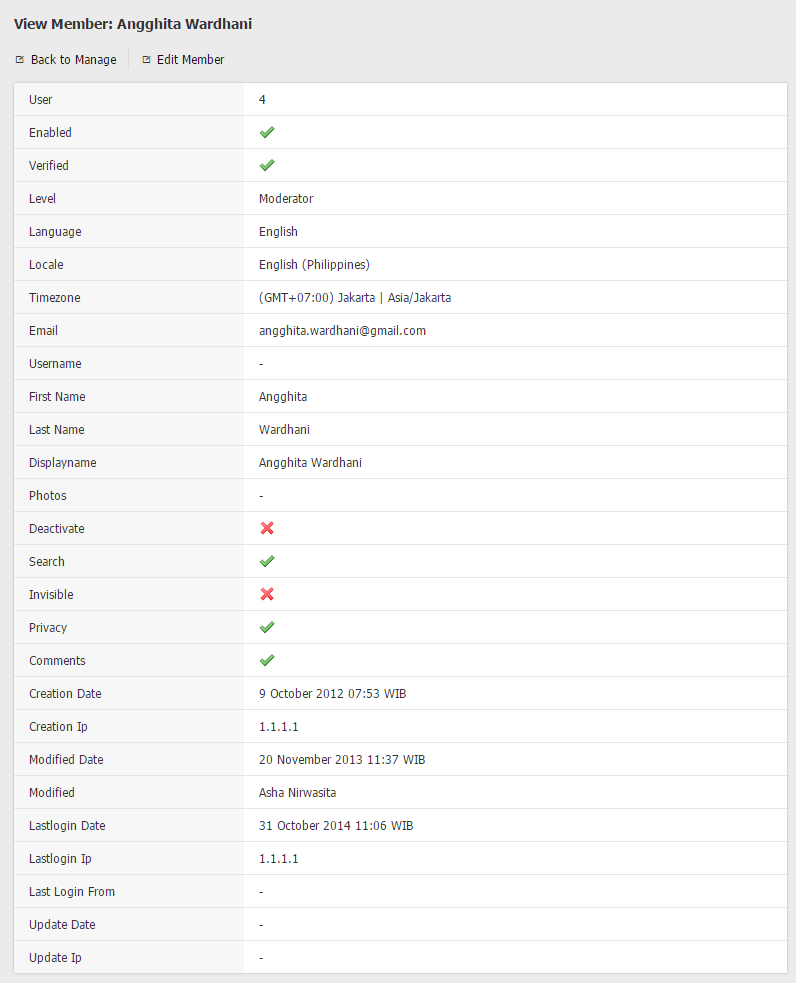 View Member: Angghita Wardhani
Back to Manage Edit Member
User 4
Enabled
Verified
Level Moderator
Language English
Locale English (Philippines)
Timezone (GMT+07:00) Jakarta | Asia/Jakarta
Email angghita.wardhani@gmail.com
Username -
First Name Angghita
Last Name Wardhani
Displayname Angghita Wardhani
Photos -
Deactivate
Search
Invisible
Privacy
Comments
Creation Date 9 October 2012 07:53 WIB
Creation Ip 1.1.1.1
Modified Date 20 November 2013 11:37 WIB
Modified Asha Nirwasita
Lastlogin Date 31 October 2014 11:06 WIB
Lastlogin Ip 1.1.1.1
Last Login From -
Update Date -
Update Ip -